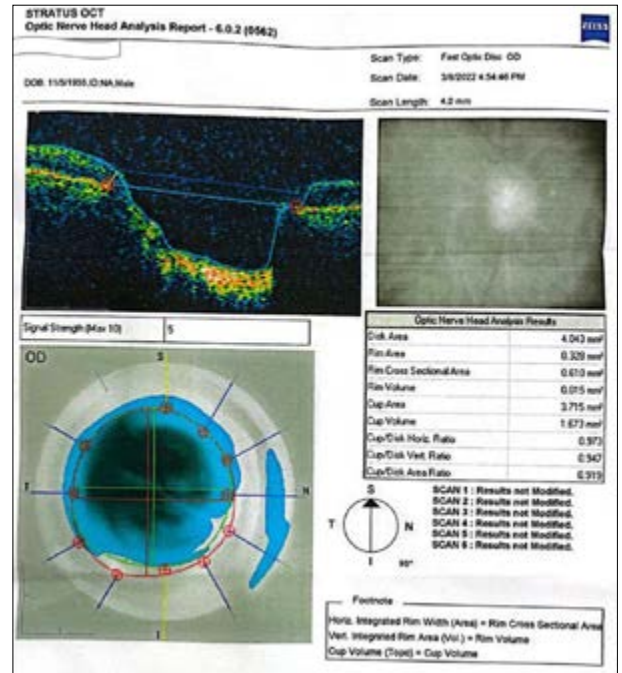 STRATUS OCT
Optic Nerve Head Analysis Report - 6.0.2 (0562)
ZEISS
Scan Type: Fast Optic Disc OD
DOB: 11/5/1955, ID:NA, Male
Scan Date: 3/8/2022 4:54:46 PM
Scan Length: 4.0 mm
Signal Strength (Max 10) 5
Optic Nerve Head Analysis Results
Disk Area 4.043 mm²
Rim Area 0.328 mm²
Rim Cross Sectional Area 0.610 mm²
Rim Volume 0.015 mm³
Cup Area 3.715 mm²
Cup Volume 1.673 mm³
Cup/Disk Horiz. Ratio 0.973
Cup/Disk Vert. Ratio 0.947
Cup/Disk Area Ratio 0.919
OD
S
T
N
I
S
T
N
I
90°
SCAN 1 : Results not Modified.
SCAN 2 : Results not Modified.
SCAN 3 : Results not Modified.
SCAN 4 : Results not Modified.
SCAN 5 : Results not Modified.
SCAN 6 : Results not Modified.
Footnote
Horiz. Integrated Rim Width (Area) = Rim Cross Sectional Area
Vert. Integrated Rim Area (Vol.) = Rim Volume
Cup Volume (Topo) = Cup Volume